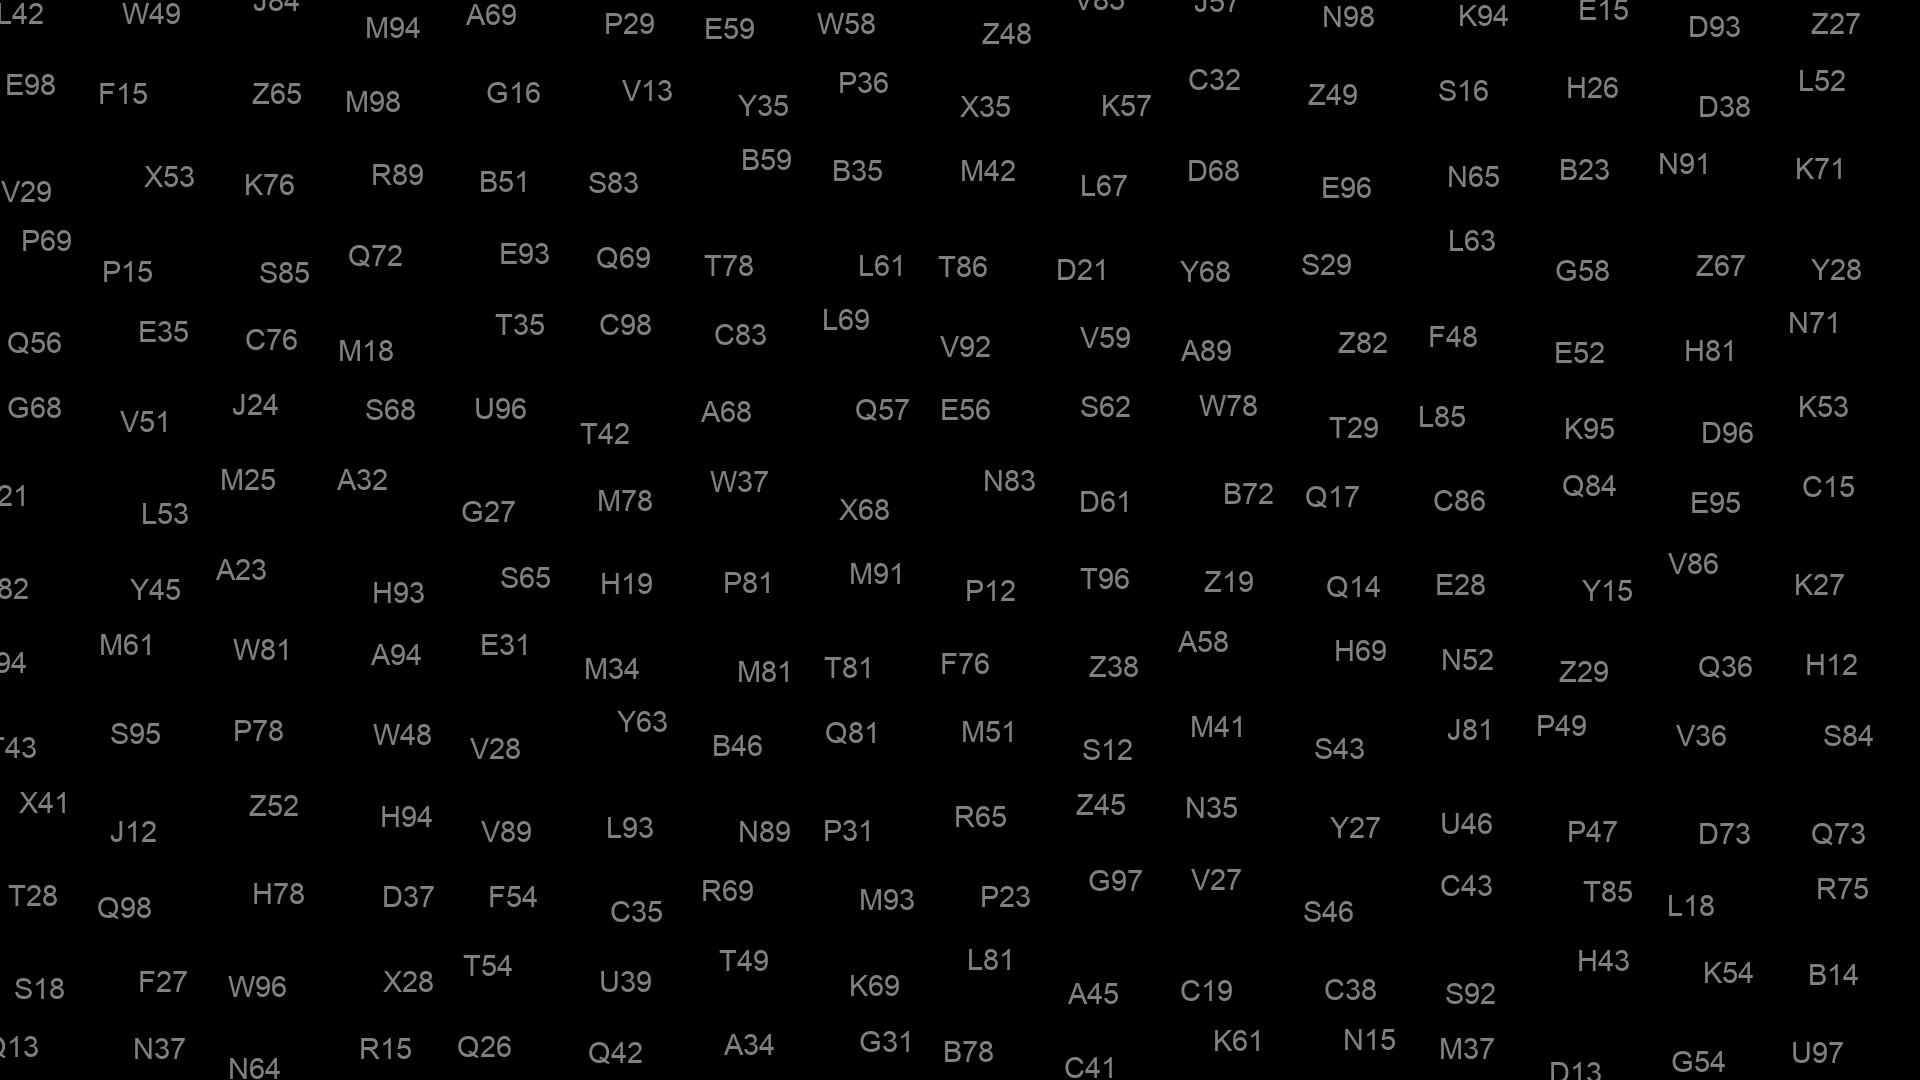 L42 W49 J84 M94 A69 P29 E59 W58 Z48 V85 J57 N98 K94 E15 D93 Z27
E98 F15 Z65 M98 G16 V13 Y35 P36 X35 K57 C32 Z49 S16 H26 D38 L52
V29 X53 K76 R89 B51 S83 B59 B35 M42 L67 D68 E96 N65 B23 N91 K71
P69 P15 S85 Q72 E93 Q69 T78 L61 T86 D21 Y68 S29 L63 G58 Z67 Y28
Q56 E35 C76 M18 T35 C98 C83 L69 V92 V59 A89 Z82 F48 E52 H81 N71
G68 V51 J24 S68 U96 T42 A68 Q57 E56 S62 W78 T29 L85 K95 D96 K53
21 L53 M25 A32 G27 M78 W37 X68 N83 D61 B72 Q17 C86 Q84 E95 C15
82 Y45 A23 H93 S65 H19 P81 M91 P12 T96 Z19 Q14 E28 Y15 V86 K27
94 M61 W81 A94 E31 M34 M81 T81 F76 Z38 A58 H69 N52 Z29 Q36 H12
T43 S95 P78 W48 V28 Y63 B46 Q81 M51 S12 M41 S43 J81 P49 V36 S84
X41 J12 Z52 H94 V89 L93 N89 P31 R65 Z45 N35 Y27 U46 P47 D73 Q73
T28 Q98 H78 D37 F54 C35 R69 M93 P23 G97 V27 S46 C43 T85 L18 R75
S18 F27 W96 X28 T54 U39 T49 K69 L81 A45 C19 C38 S92 H43 K54 B14
Q13 N37 N64 R15 Q26 Q42 A34 G31 B78 C41 K61 N15 M37 D13 G54 U97